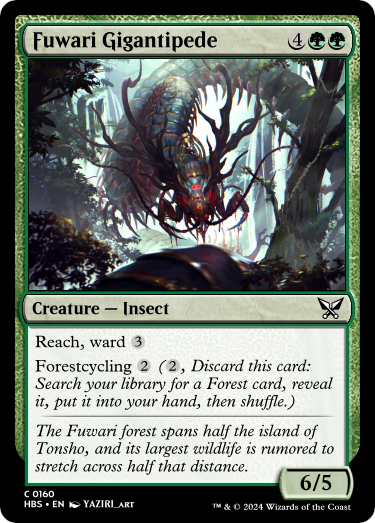 Fuwari Gigantipede 4
Creature — Insect
Reach, ward 3
Forestcycling 2 (2, Discard this card:
Search your library for a Forest card, reveal
it, put it into your hand, then shuffle.)
The Fuwari forest spans half the island of
Tonsho, and its largest wildlife is rumored to
stretch across half that distance.
6/5
C 0160
HBS • EN YAZIRI_ART
™ & © 2024 Wizards of the Coast